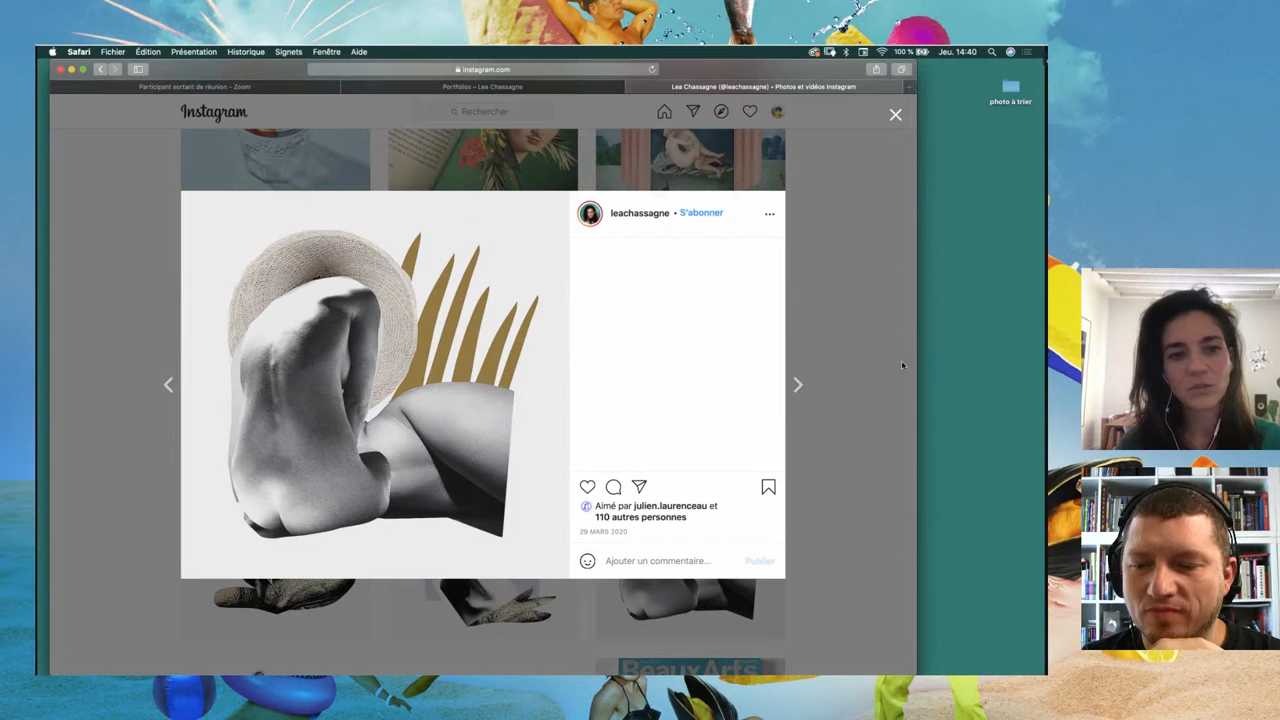 Safari Fichier Édition Présentation Historique Signets Fenêtre Aide 100 % Jeu. 14:40
instagram.com
Participant sortant de réunion - Zoom Portfolios – Lea Chassagne Lea Chassagne (@leachassagne) • Photos et vidéos Instagram
photo à trier
Instagram Rechercher
leachassagne • S’abonner
Aimé par julien.laurenceau et
110 autres personnes
29 MARS 2020
Ajouter un commentaire... Publier
BeauxArts